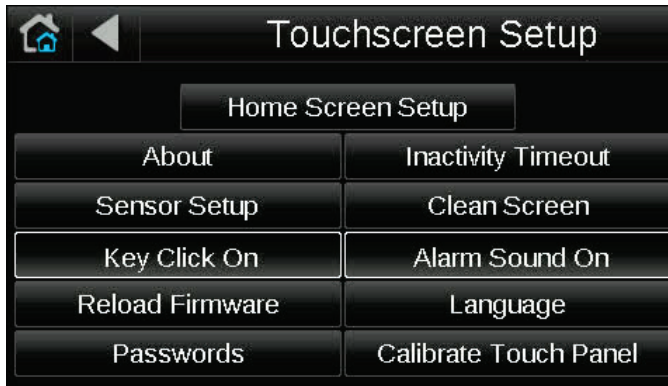 Touchscreen Setup
Home Screen Setup
About
Inactivity Timeout
Sensor Setup
Clean Screen
Key Click On
Alarm Sound On
Reload Firmware
Language
Passwords
Calibrate Touch Panel